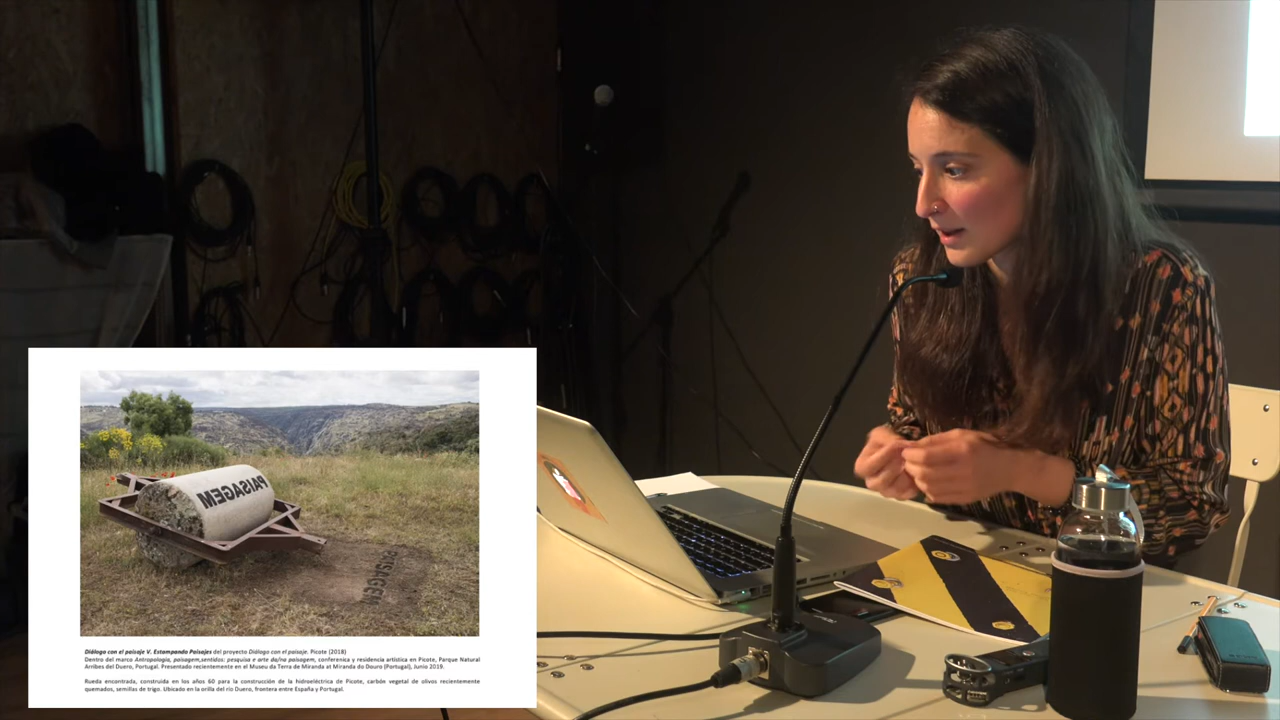 PAISAGEM
PAISAGEM
Diálogo con el paisaje V. Estampando Paisajes del proyecto Diálogo con el paisaje. Picote (2018)
Dentro del marco Antropologia, paisagem,sentidos: pesquisa e arte da/na paisagem, conferenica y residencia artística en Picote, Parque Natural
Arribes del Duero, Portugal. Presentado recientemente en el Museu da Terra de Miranda at Miranda do Douro (Portugal), Junio 2019.
Rueda encontrada, construida en los años 60 para la construcción de la hidroeléctrica de Picote, carbón vegetal de olivos recientemente
quemados, semillas de trigo. Ubicado en la orilla del rio Duero, frontera entre España y Portugal.